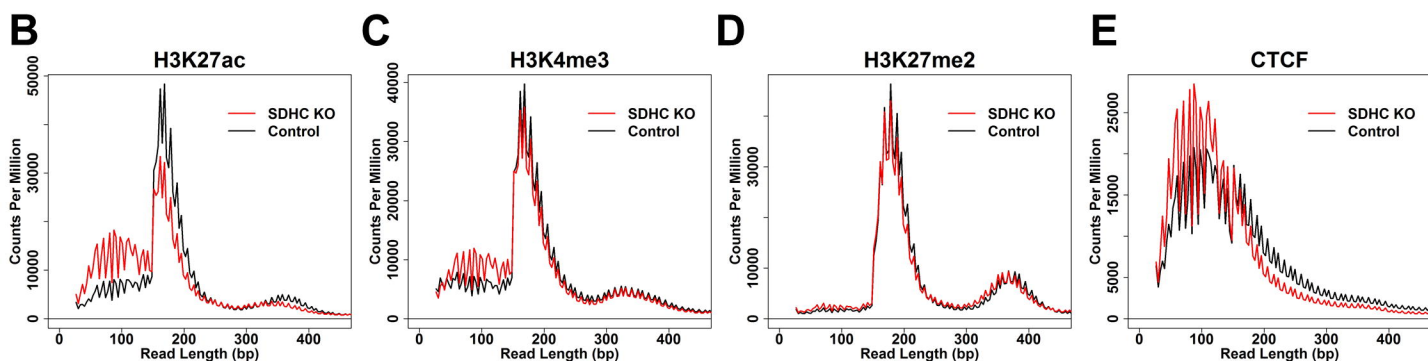 B
H3K27ac
Counts Per Million
50000
30000
10000
0
SDHC KO
Control
0 100 200 300 400
Read Length (bp)
C
H3K4me3
Counts Per Million
40000
30000
20000
10000
0
SDHC KO
Control
0 100 200 300 400
Read Length (bp)
D
H3K27me2
Counts Per Million
30000
10000
0
SDHC KO
Control
0 100 200 300 400
Read Length (bp)
E
CTCF
Counts Per Million
25000
15000
5000
0
SDHC KO
Control
0 100 200 300 400
Read Length (bp)